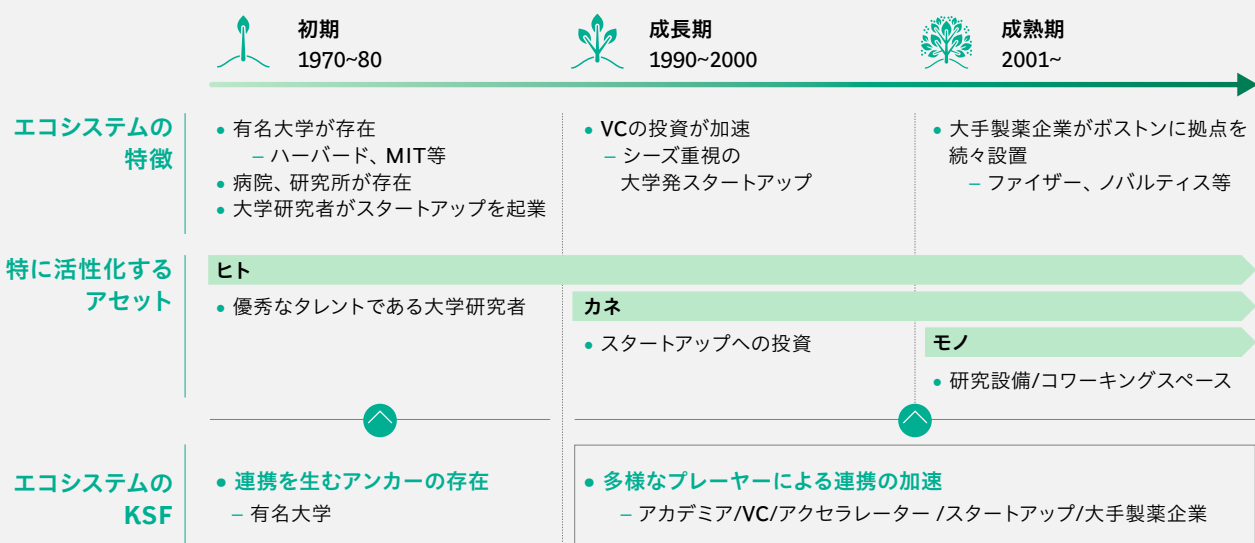 初期
1970~80
成長期
1990~2000
成熟期
2001~
エコシステムの
特徴
• 有名大学が存在
– ハーバード、MIT等
• 病院、研究所が存在
• 大学研究者がスタートアップを起業
• VCの投資が加速
– シーズ重視の
大学発スタートアップ
• 大手製薬企業がボストンに拠点を
続々設置
– ファイザー、ノバルティス等
特に活性化する
アセット
ヒト
• 優秀なタレントである大学研究者
カネ
• スタートアップへの投資
モノ
• 研究設備/コワーキングスペース
エコシステムの
KSF
• 連携を生むアンカーの存在
– 有名大学
• 多様なプレーヤーによる連携の加速
– アカデミア/VC/アクセラレーター /スタートアップ/大手製薬企業